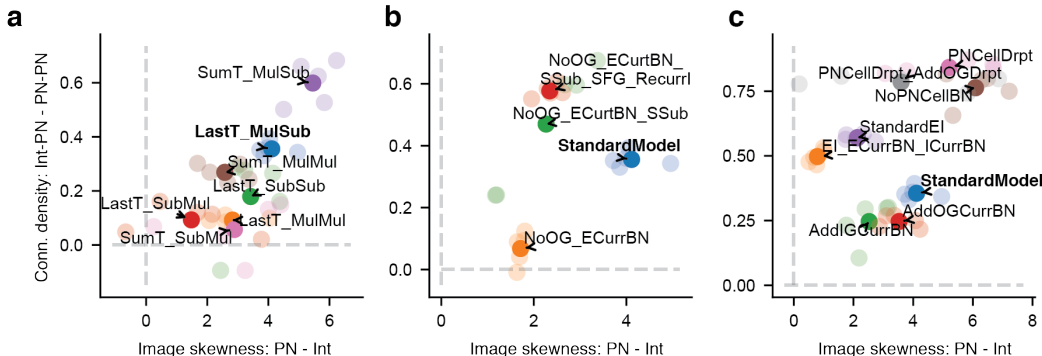 a
b
c
Conn. density: Int-PN - PN-PN
0.6
0.4
0.2
0.0
SumT_MulSub
LastT_MulSub
SumT_MulMul
LastT_SubSub
LastT_SubMul
LastT_MulMul
SumT_SubMul
0
2
4
6
Image skewness: PN - Int
0.6
0.4
0.2
0.0
NoOG_ECurtBN_
SSub_SFG_RecurrI
NoOG_ECurtBN_SSub
StandardModel
NoOG_ECurrBN
2
4
Image skewness: PN - Int
0.75
0.50
0.25
0.00
PNCellDrpt
PNCellDrpt_AddOGDrpt
NoPNCellBN
StandardEI
EI_ECurrBN_ICurrBN
StandardModel
AddOGCurrBN
AddIGCurrBN
0
2
4
6
8
Image skewness: PN - Int